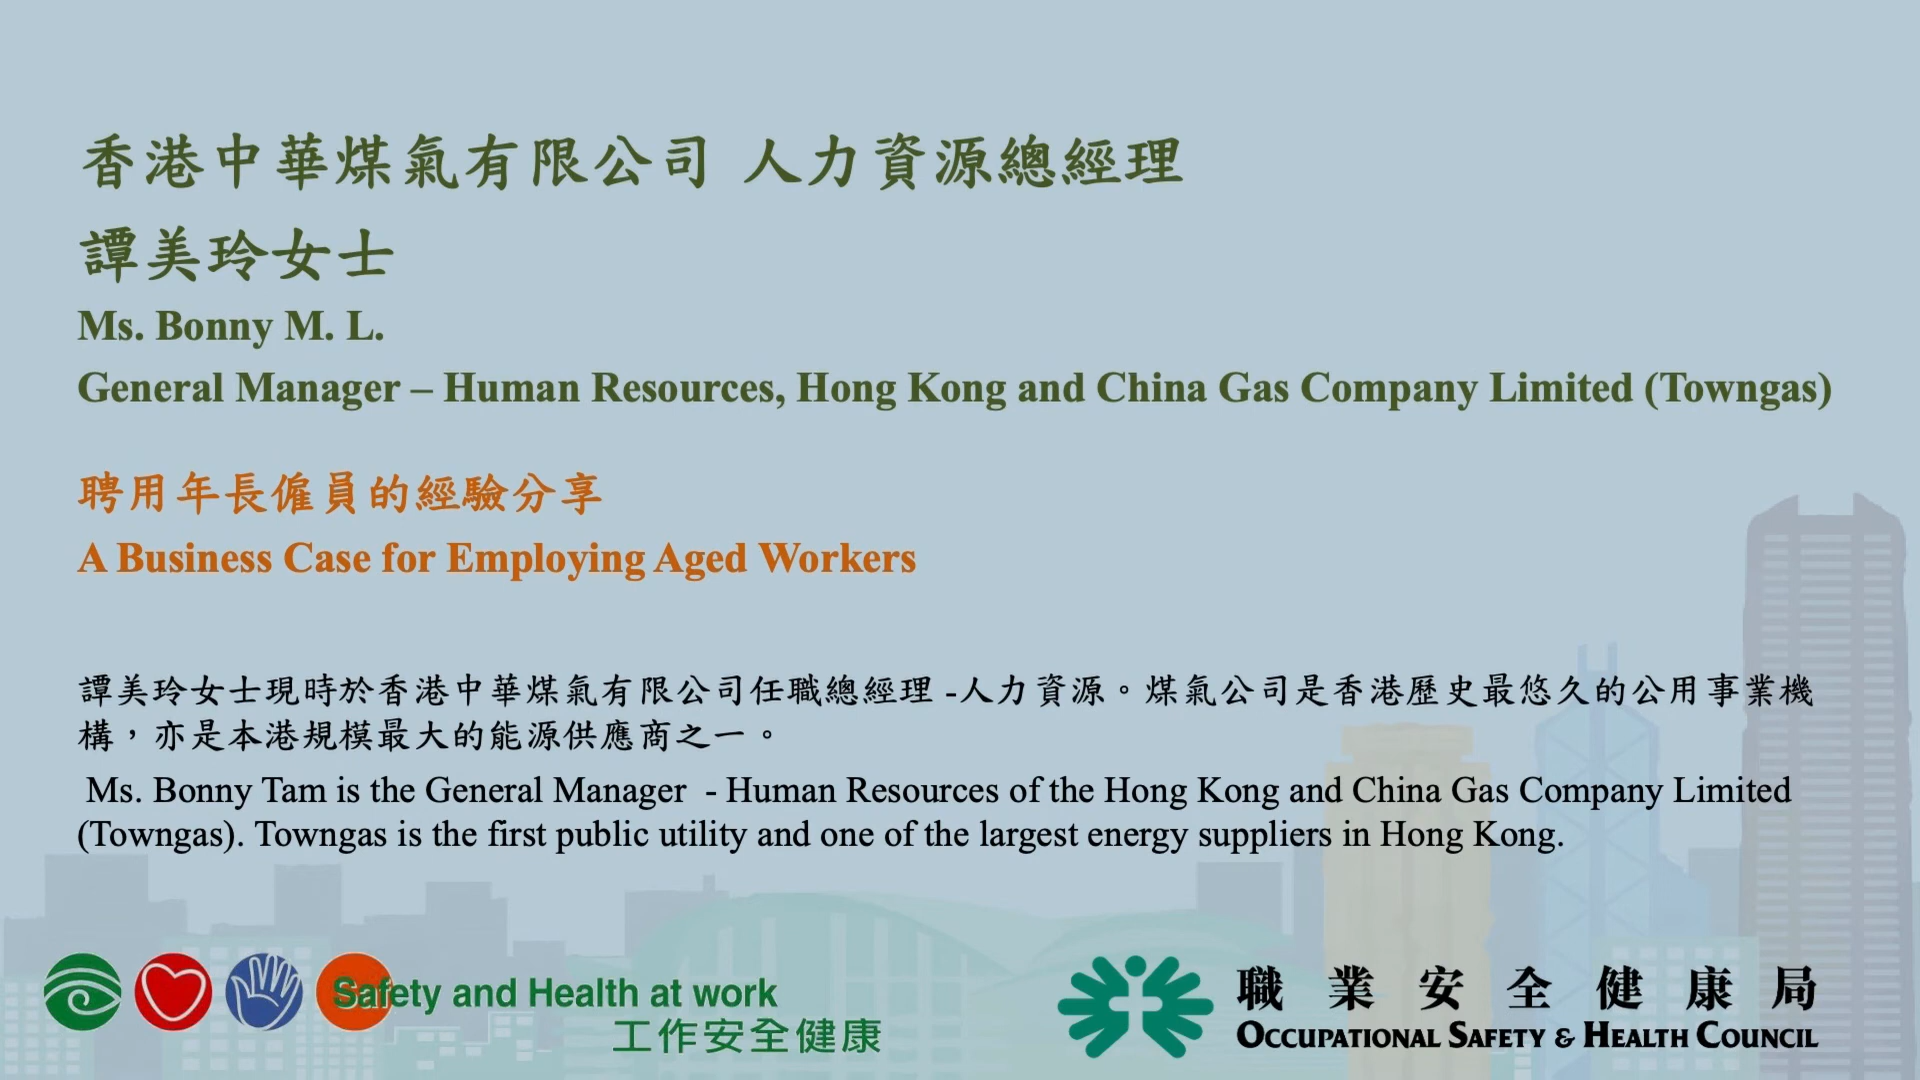 香港中華煤氣有限公司 人力資源總經理
譚美玲女士
Ms. Bonny M. L.
General Manager – Human Resources, Hong Kong and China Gas Company Limited (Towngas)
聘用年長僱員的經驗分享
A Business Case for Employing Aged Workers
譚美玲女士現時於香港中華煤氣有限公司任職總經理 -人力資源。煤氣公司是香港歷史最悠久的公用事業機
構，亦是本港規模最大的能源供應商之一。
Ms. Bonny Tam is the General Manager - Human Resources of the Hong Kong and China Gas Company Limited
(Towngas). Towngas is the first public utility and one of the largest energy suppliers in Hong Kong.
Safety and Health at work
工作安全健康
職業安全健康局
OCCUPATIONAL SAFETY & HEALTH COUNCIL